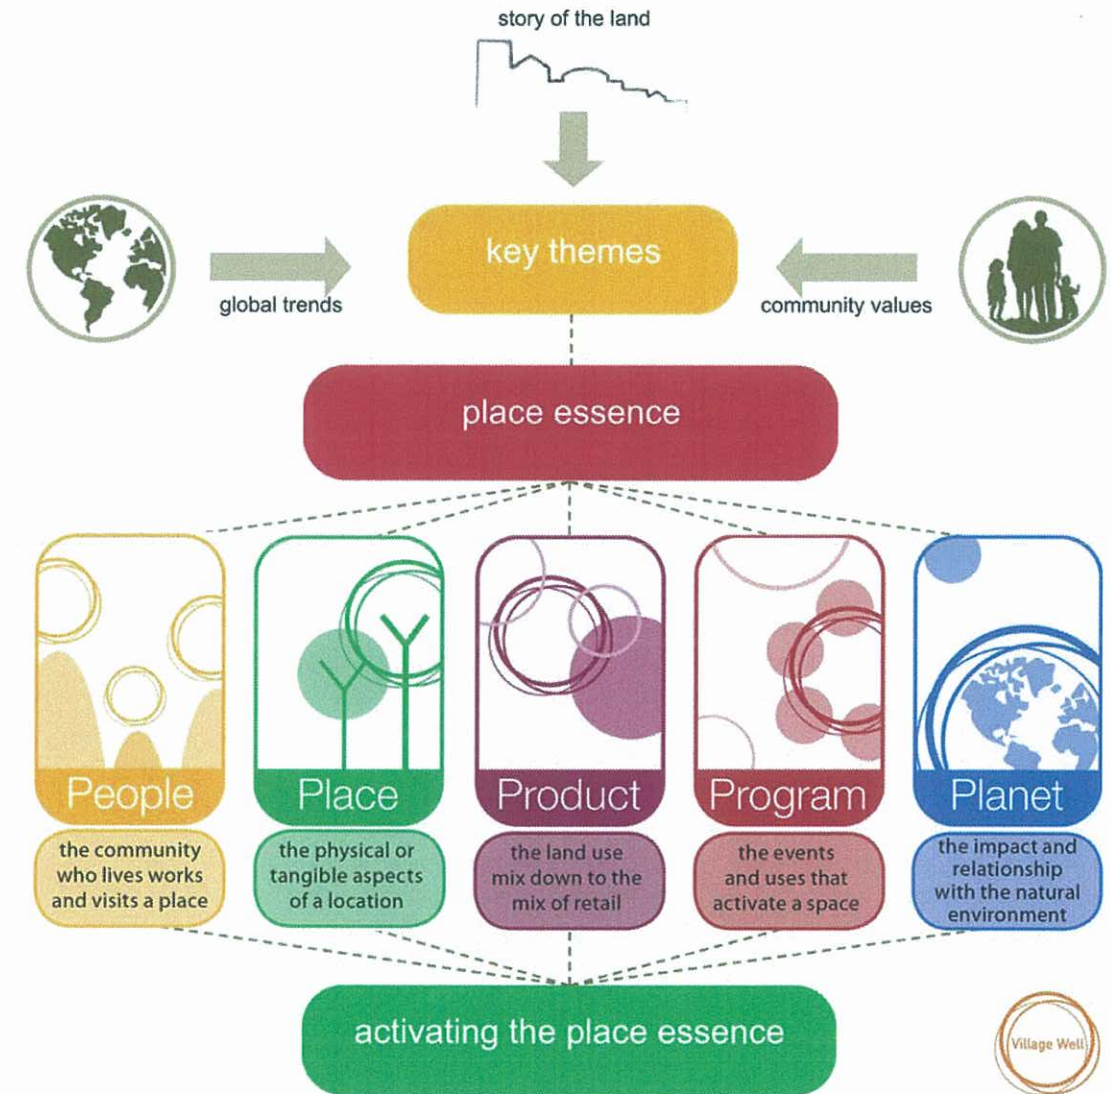 story of the land
key themes
global trends
community values
place essence
People
Place
Product
Program
Planet
the community
who lives works
and visits a place
the physical or
tangible aspects
of a location
the land use
mix down to the
mix of retail
the events
and uses that
activate a space
the impact and
relationship
with the natural
environment
activating the place essence
Village Well